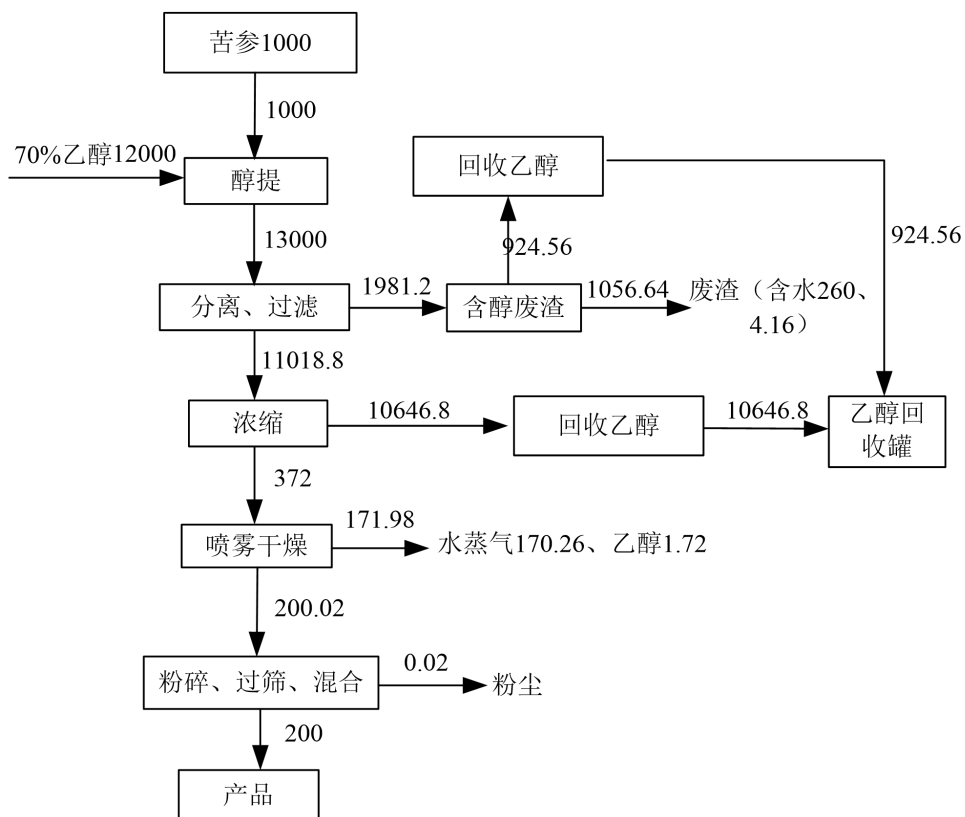 苦参1000
1000
70%乙醇12000
醇提
回收乙醇
13000
924.56
924.56
分离、过滤
1981.2
含醇废渣
1056.64
废渣（含水260、
4.16）
11018.8
浓缩
10646.8
回收乙醇
10646.8
乙醇回
收罐
372
喷雾干燥
171.98
水蒸气170.26、乙醇1.72
200.02
粉碎、过筛、混合
0.02
粉尘
200
产品